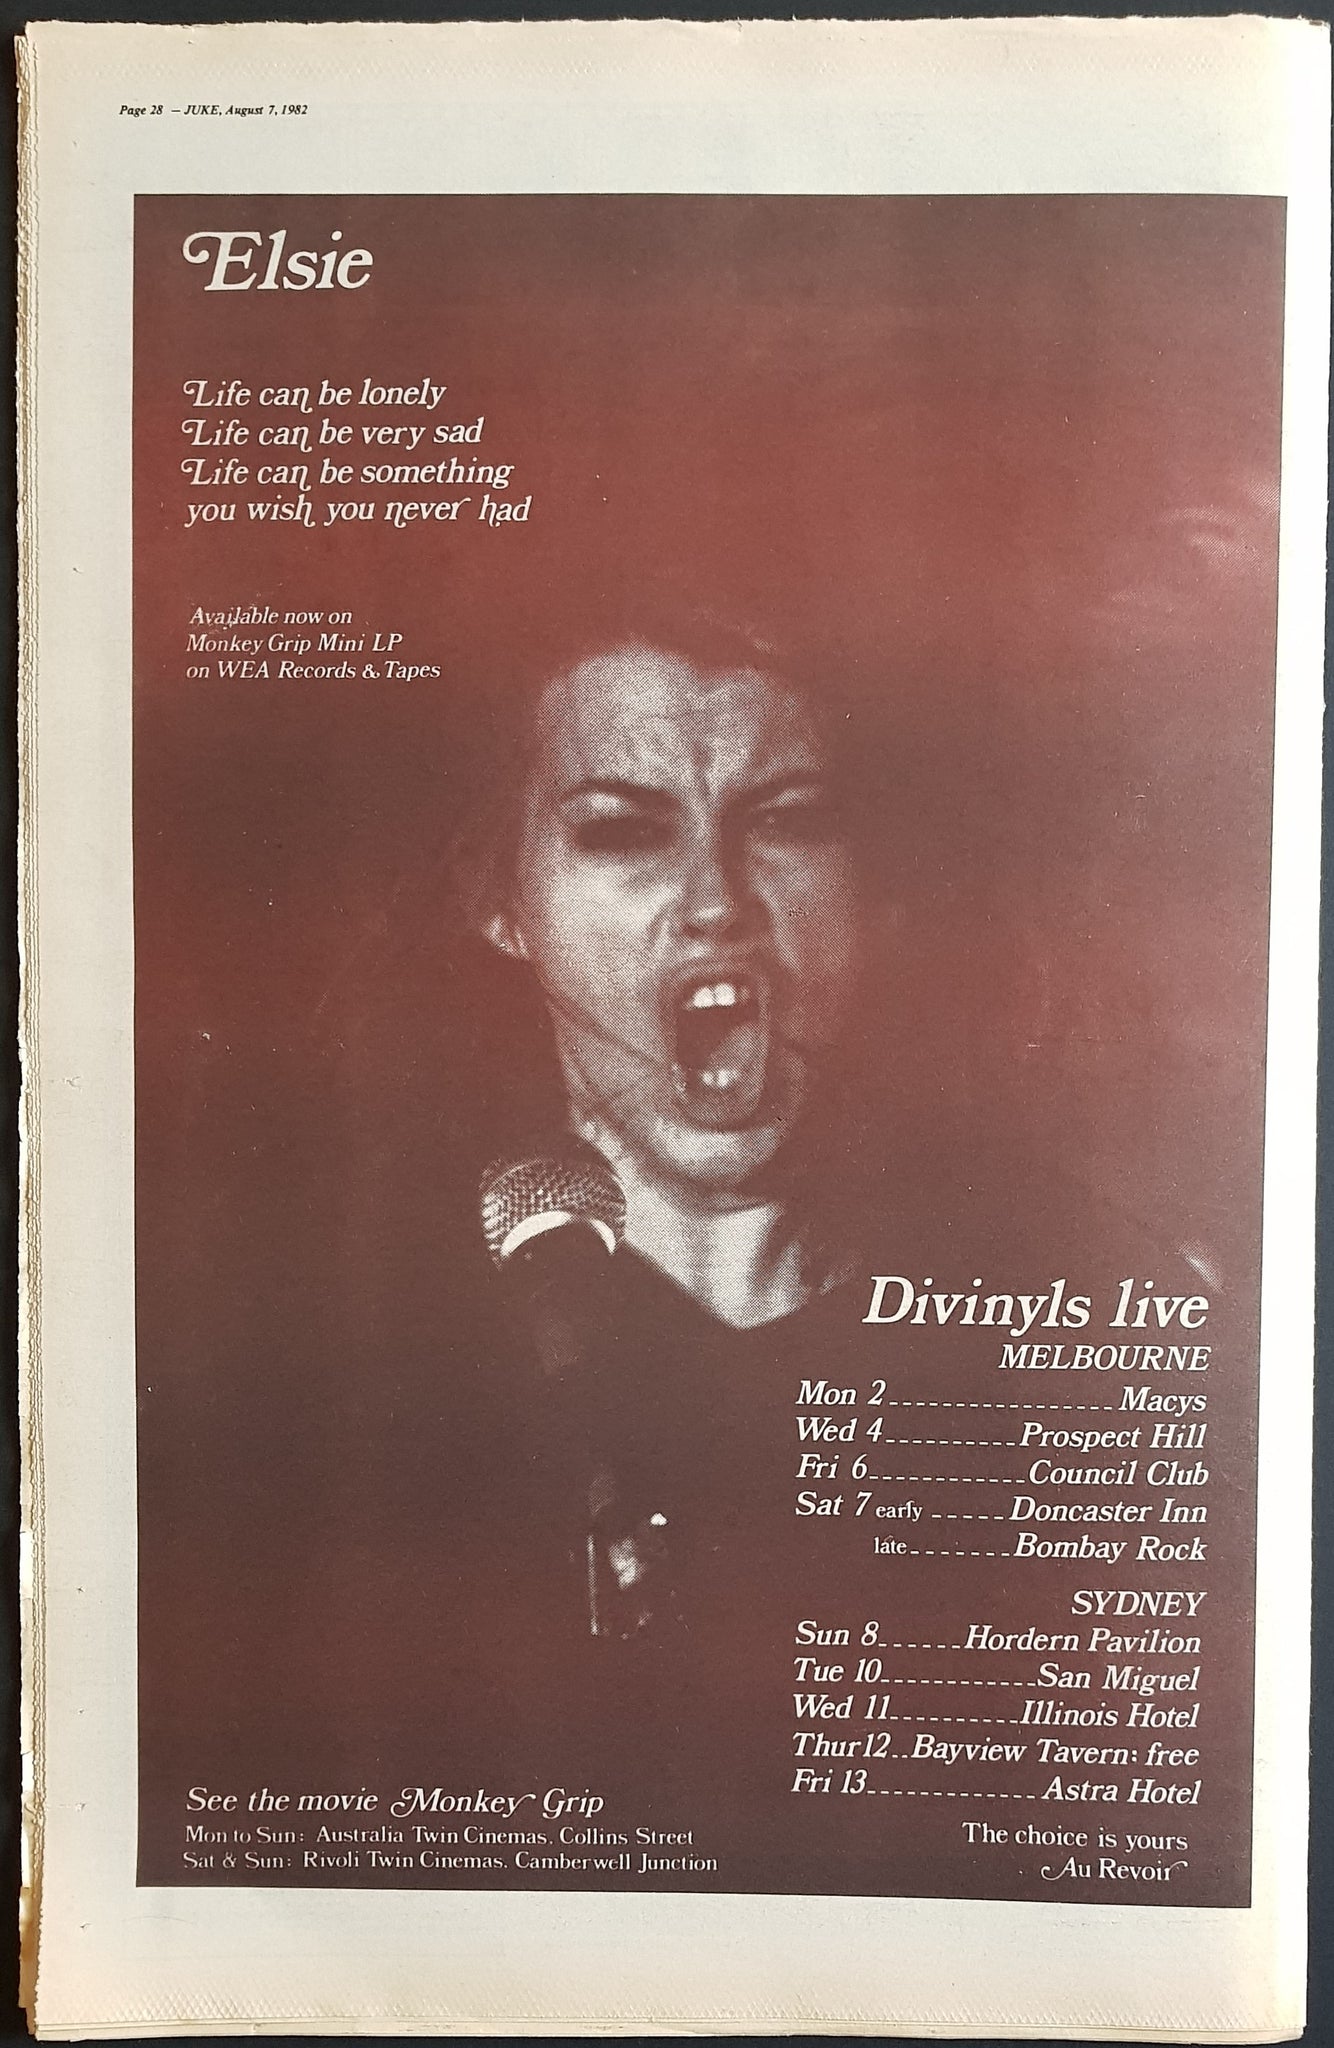 Page 28 — JUKE, August 7, 1982
Elsie
Life can be lonely
Life can be very sad
Life can be something
you wish you never had
Available now on
Monkey Grip Mini LP
on WEA Records & Tapes
Divinyls live
MELBOURNE
Mon 2 Macys
Wed 4 Prospect Hill
Fri 6 Council Club
Sat 7 early Doncaster Inn
late Bombay Rock
SYDNEY
Sun 8 Hordern Pavilion
Tue 10 San Miguel
Wed 11 Illinois Hotel
Thur 12 Bayview Tavern: free
Fri 13 Astra Hotel
See the movie Monkey Grip
Mon to Sun: Australia Twin Cinemas. Collins Street
Sat & Sun: Rivoli Twin Cinemas. Camberwell Junction
The choice is yours
Au Revoir